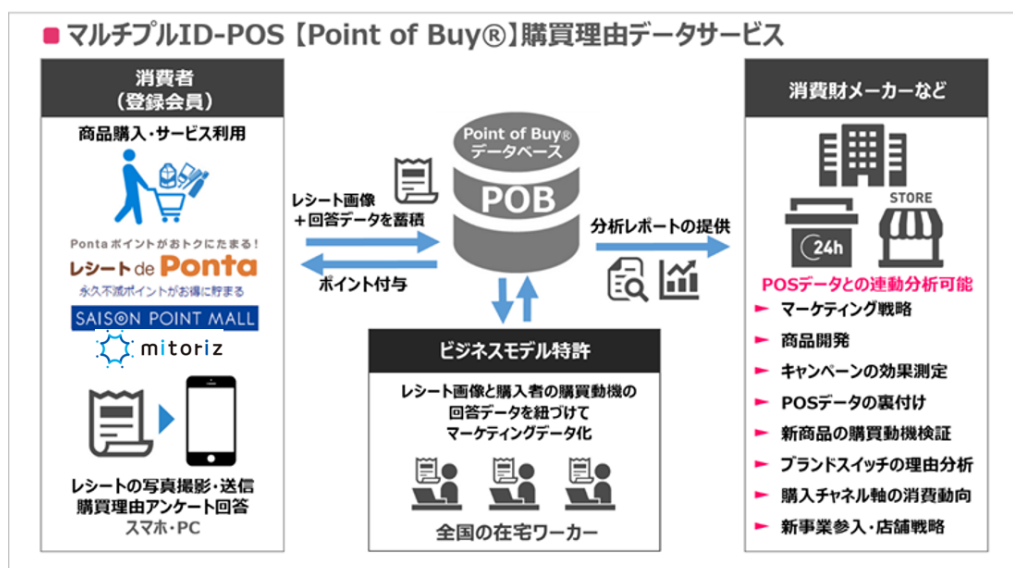 マルチプルID-POS【Point of Buy®】購買理由データサービス
消費者
（登録会員）
商品購入・サービス利用
Pontaポイントがおトクにたまる！
レシート de Ponta
永久不滅ポイントがお得に貯まる
SAISON POINT MALL
mitoriz
レシートの写真撮影・送信
購買理由アンケート回答
スマホ・PC
レシート画像
＋回答データを蓄積
ポイント付与
Point of Buy®
データベース
POB
分析レポートの提供
ビジネスモデル特許
レシート画像と購入者の購買動機の
回答データを紐づけて
マーケティングデータ化
全国の在宅ワーカー
消費財メーカーなど
24h
STORE
POSデータとの連動分析可能
マーケティング戦略
商品開発
キャンペーンの効果測定
POSデータの裏付け
新商品の購買動機検証
ブランドスイッチの理由分析
購入チャネル軸の消費動向
新事業参入・店舗戦略